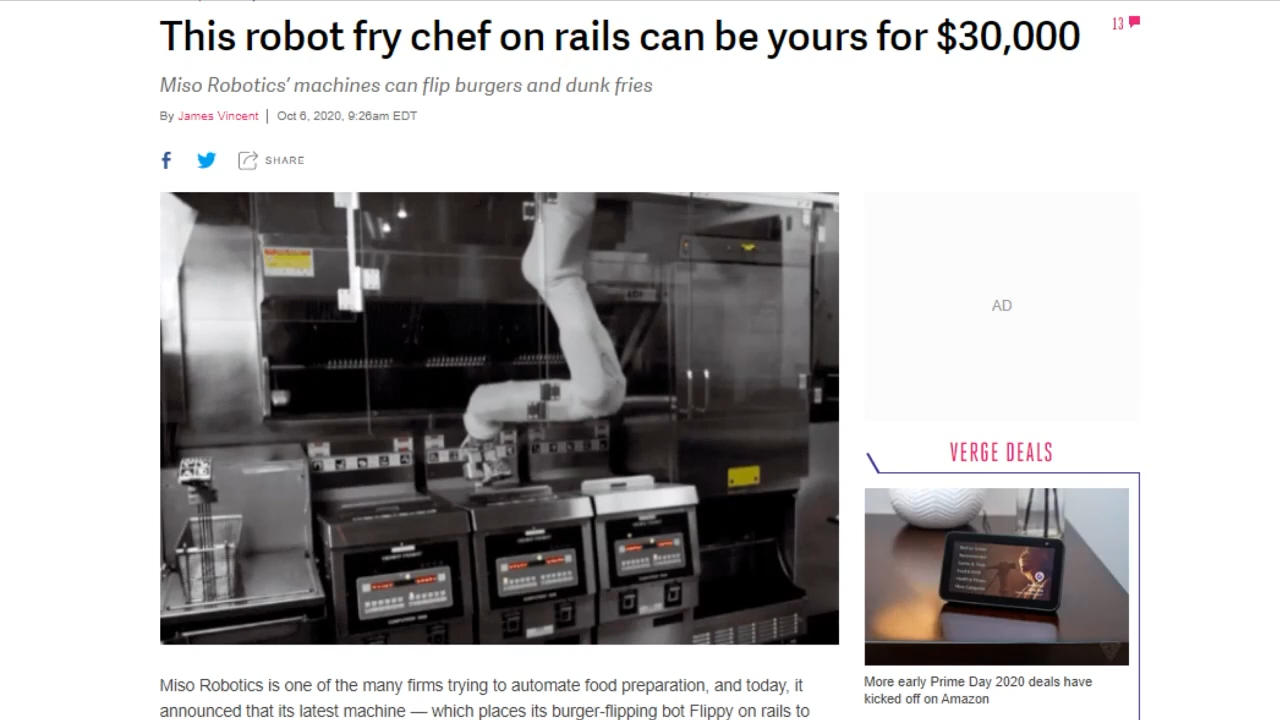 This robot fry chef on rails can be yours for $30,000
13
Miso Robotics' machines can flip burgers and dunk fries
By James Vincent | Oct 6, 2020, 9:26am EDT
SHARE
AD
VERGE DEALS
More early Prime Day 2020 deals have
kicked off on Amazon
Miso Robotics is one of the many firms trying to automate food preparation, and today, it
announced that its latest machine — which places its burger-flipping bot Flippy on rails to